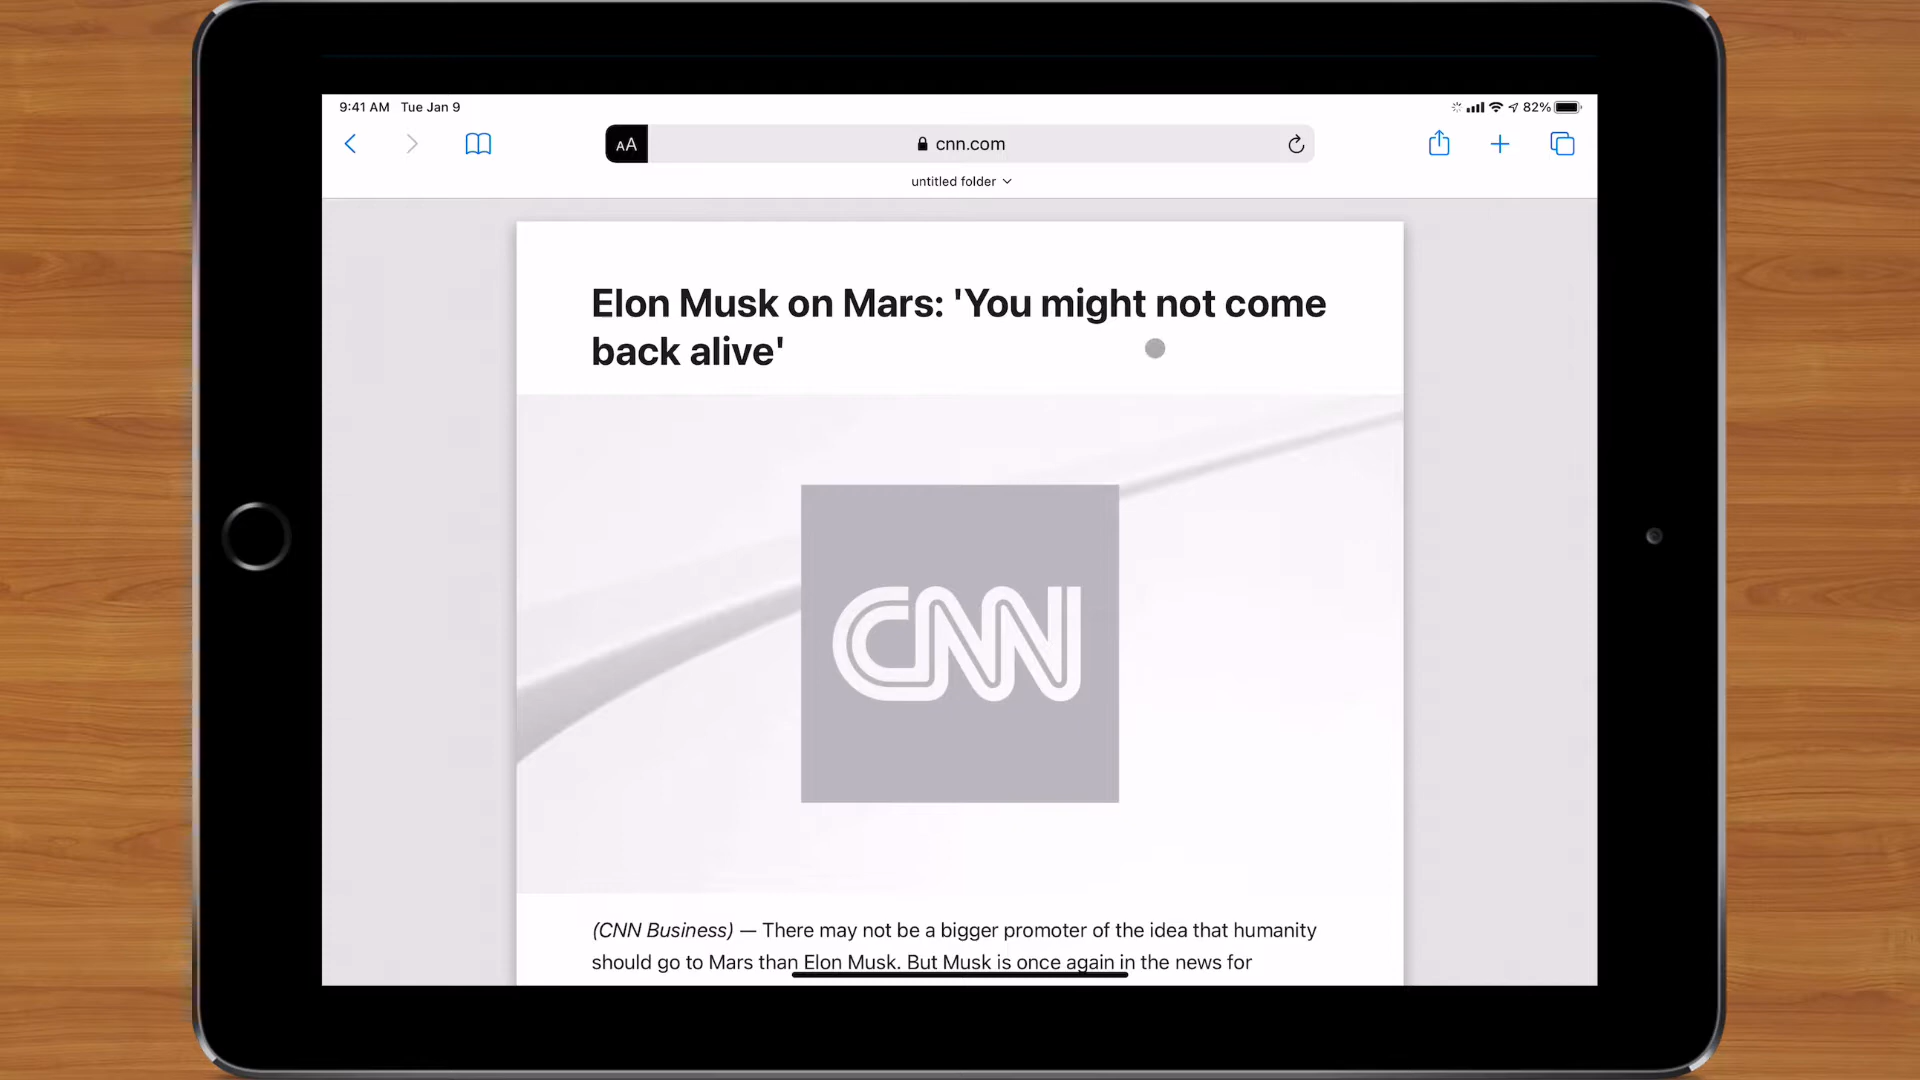 9:41 AM Tue Jan 9
82%
AA
cnn.com
untitled folder
Elon Musk on Mars: 'You might not come
back alive'
CNN
(CNN Business) — There may not be a bigger promoter of the idea that humanity
should go to Mars than Elon Musk. But Musk is once again in the news for